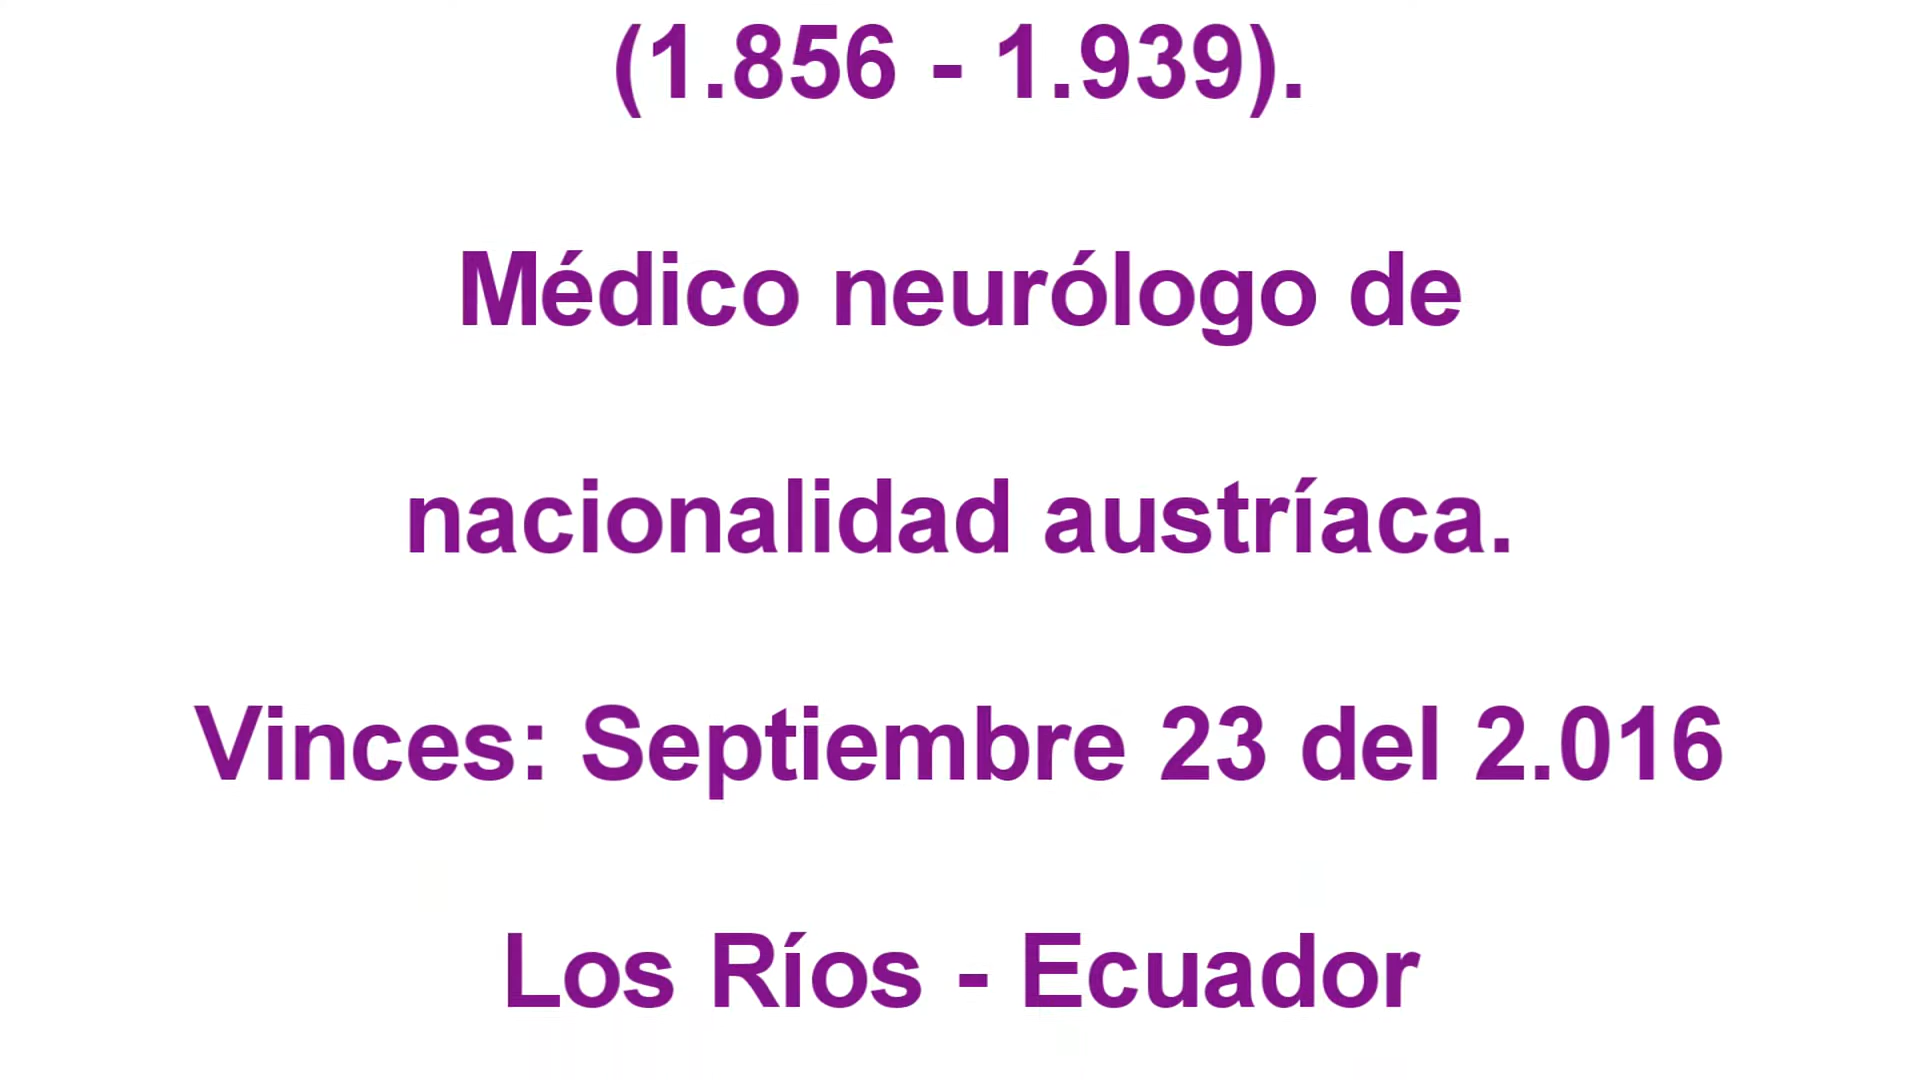 (1.856 - 1.939).
Médico neurólogo de
nacionalidad austríaca.
Vinces: Septiembre 23 del 2.016
Los Ríos - Ecuador